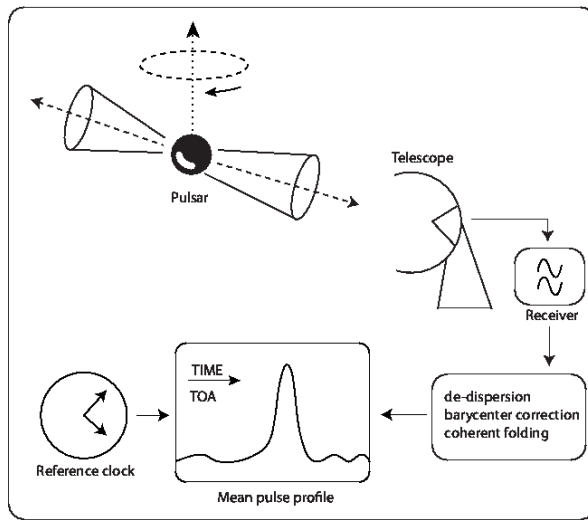 Pulsar
Telescope
Receiver
de-dispersion
barycenter correction
coherent folding
TIME
TOA
Reference clock
Mean pulse profile